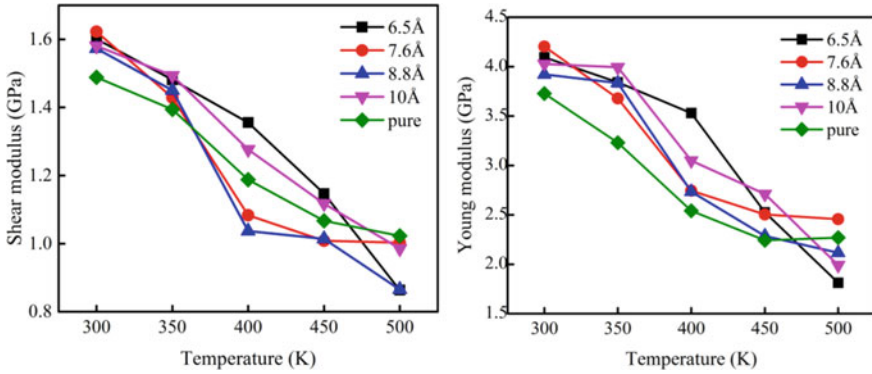 Shear modulus (GPa)
1.6
1.4
1.2
1.0
0.8
300 350 400 450 500
Temperature (K)
6.5Å
7.6Å
8.8Å
10Å
pure
Young modulus (GPa)
4.5
4.0
3.5
3.0
2.5
2.0
1.5
300 350 400 450 500
Temperature (K)
6.5Å
7.6Å
8.8Å
10Å
pure